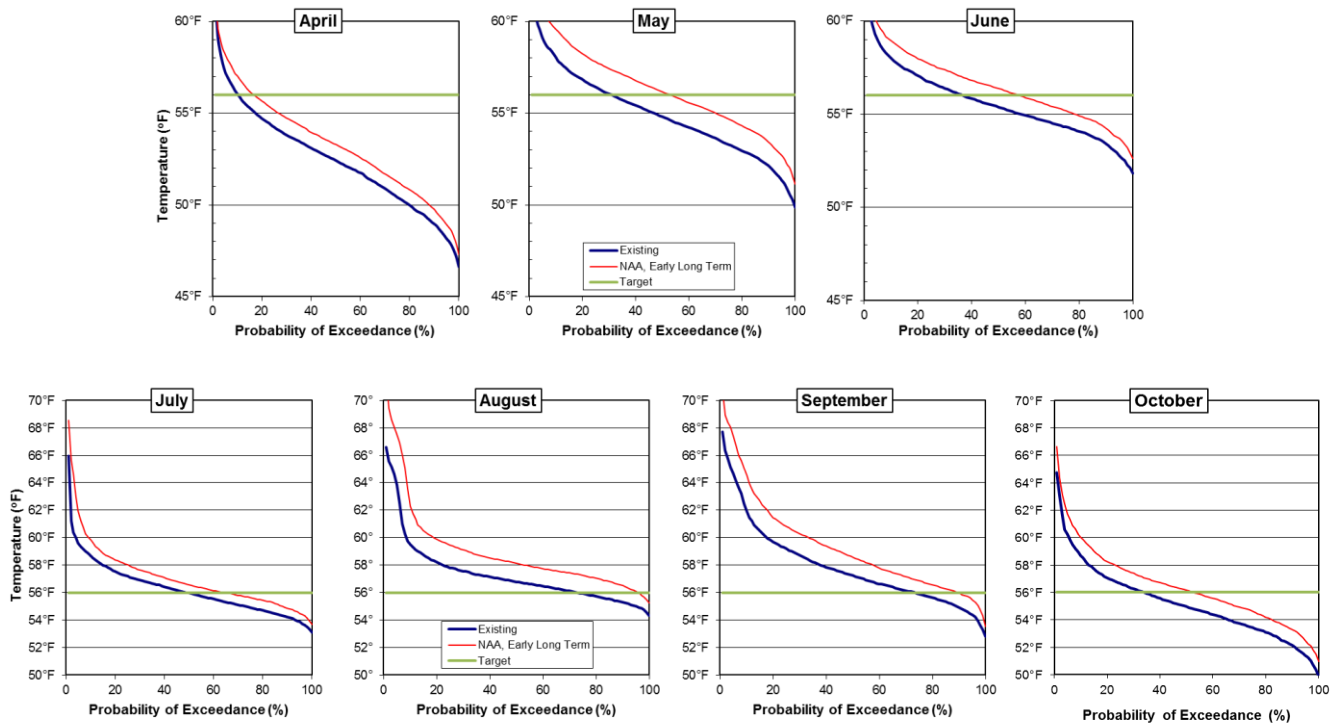 April
60°F
55°F
50°F
45°F
Temperature (°F)
0 20 40 60 80 100
Probability of Exceedance (%)
May
60°F
55°F
50°F
45°F
Existing
NAA, Early Long Term
Target
0 20 40 60 80 100
Probability of Exceedance (%)
June
60°F
55°F
50°F
45°F
0 20 40 60 80 100
Probability of Exceedance (%)
July
70°F
68°F
66°F
64°F
62°F
60°F
58°F
56°F
54°F
52°F
50°F
Temperature (°F)
0 20 40 60 80 100
Probability of Exceedance (%)
August
70°
68°
66°
64°
62°
60°
58°
56°
54°
52°
50°
Existing
NAA, Early Long Term
Target
0 20 40 60 80 100
Probability of Exceedance (%)
September
70°F
68°F
66°F
64°F
62°F
60°F
58°F
56°F
54°F
52°F
50°F
0 20 40 60 80 100
Probability of Exceedance (%)
October
70°F
68°F
66°F
64°F
62°F
60°F
58°F
56°F
54°F
52°F
50°F
0 20 40 60 80 100
Probability of Exceedance (%)